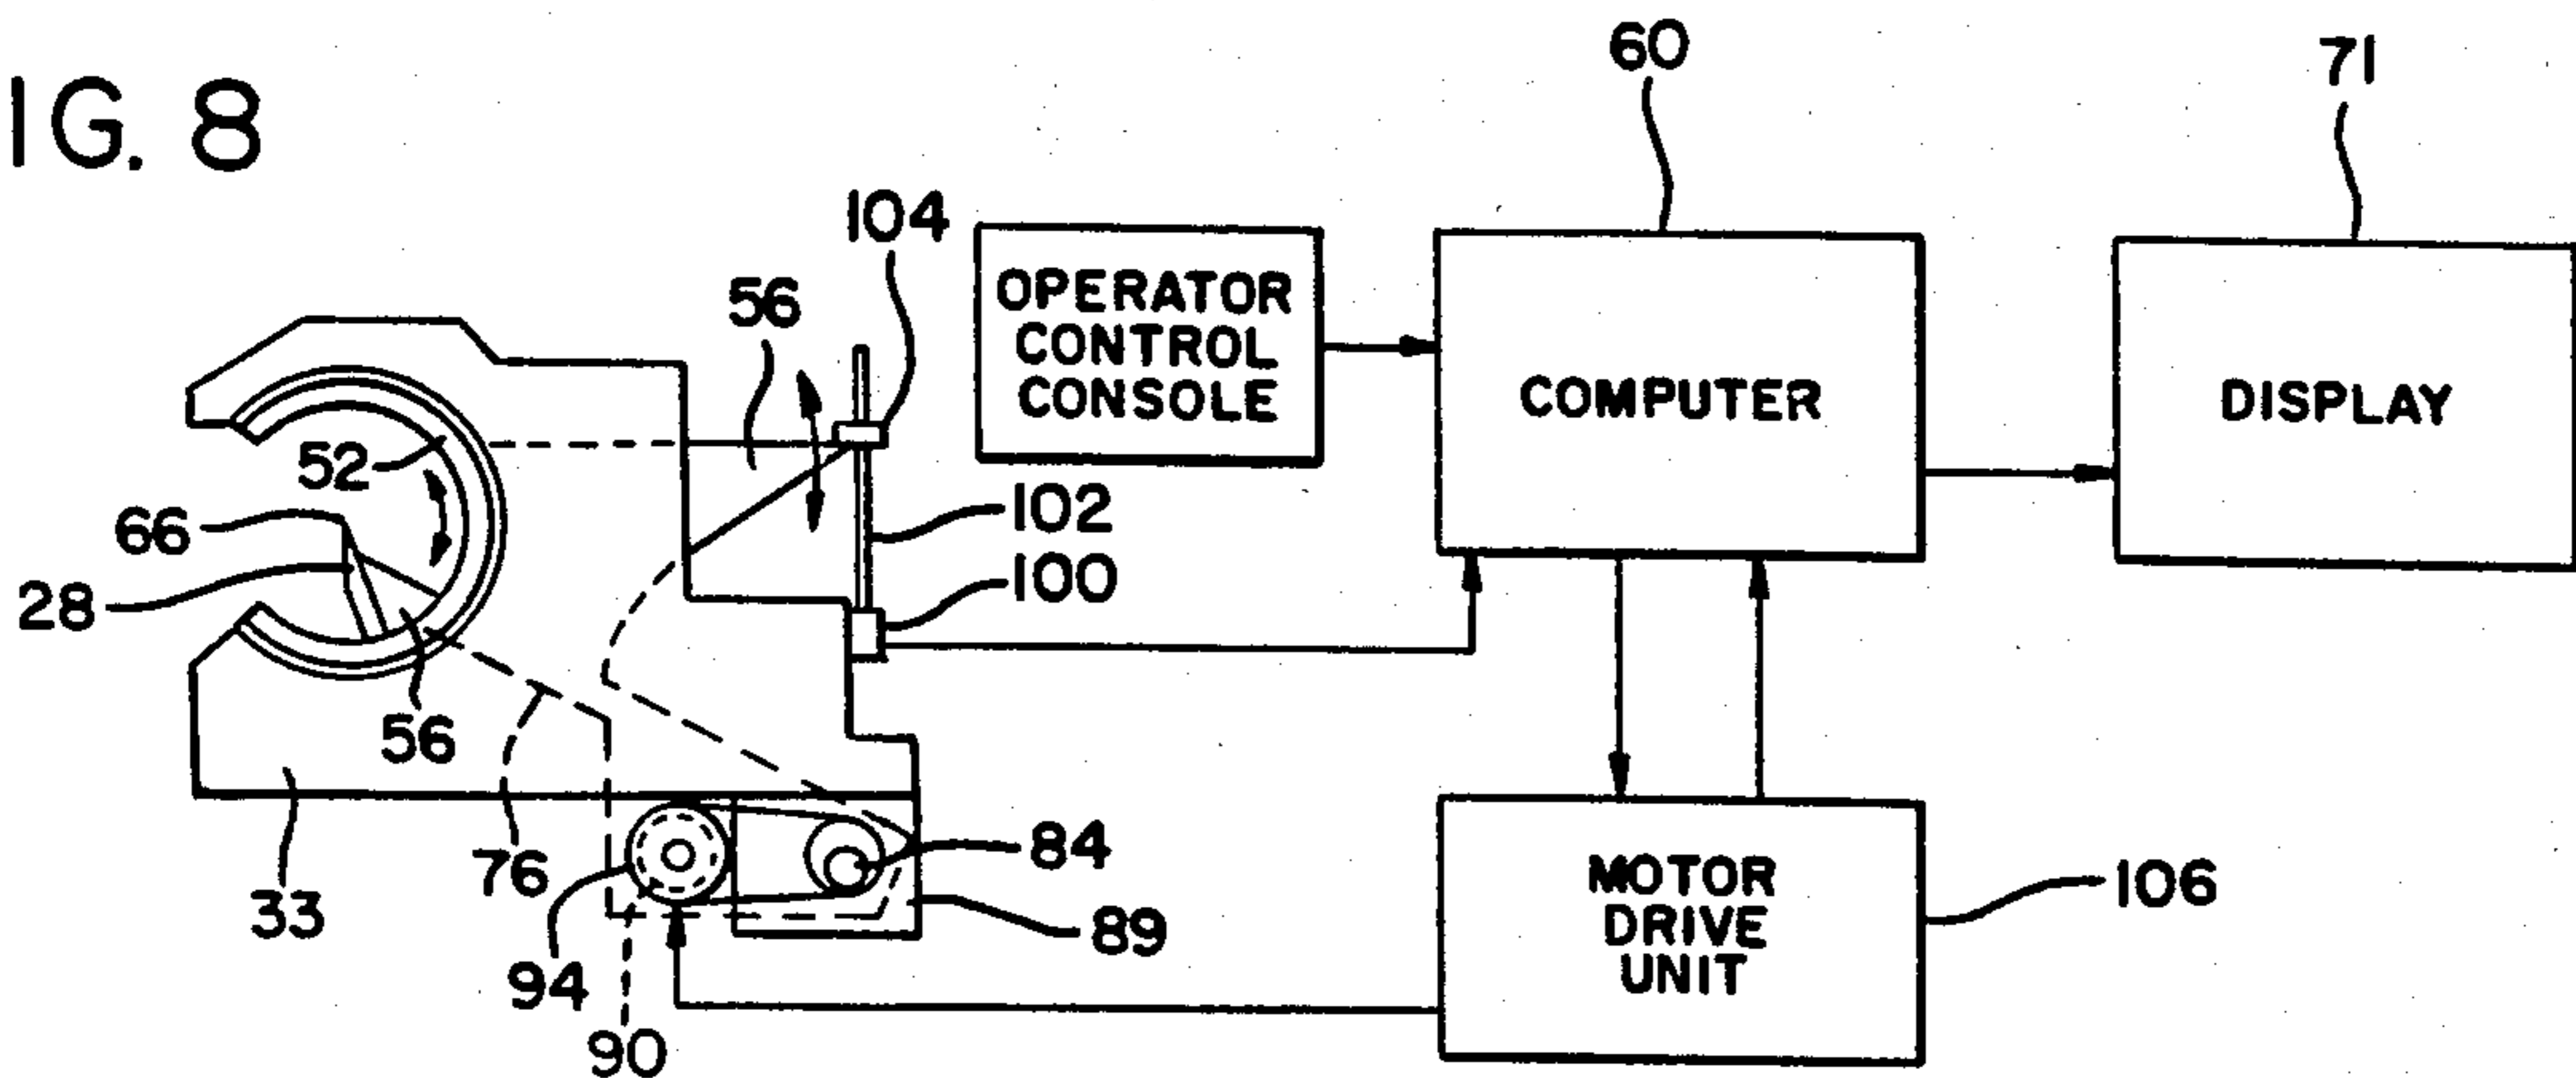 IG. 8
60
71
104
56
OPERATOR
CONTROL
CONSOLE
COMPUTER
DISPLAY
52
66
102
28
100
56
84
76
33
89
94
90
MOTOR
DRIVE
UNIT
106